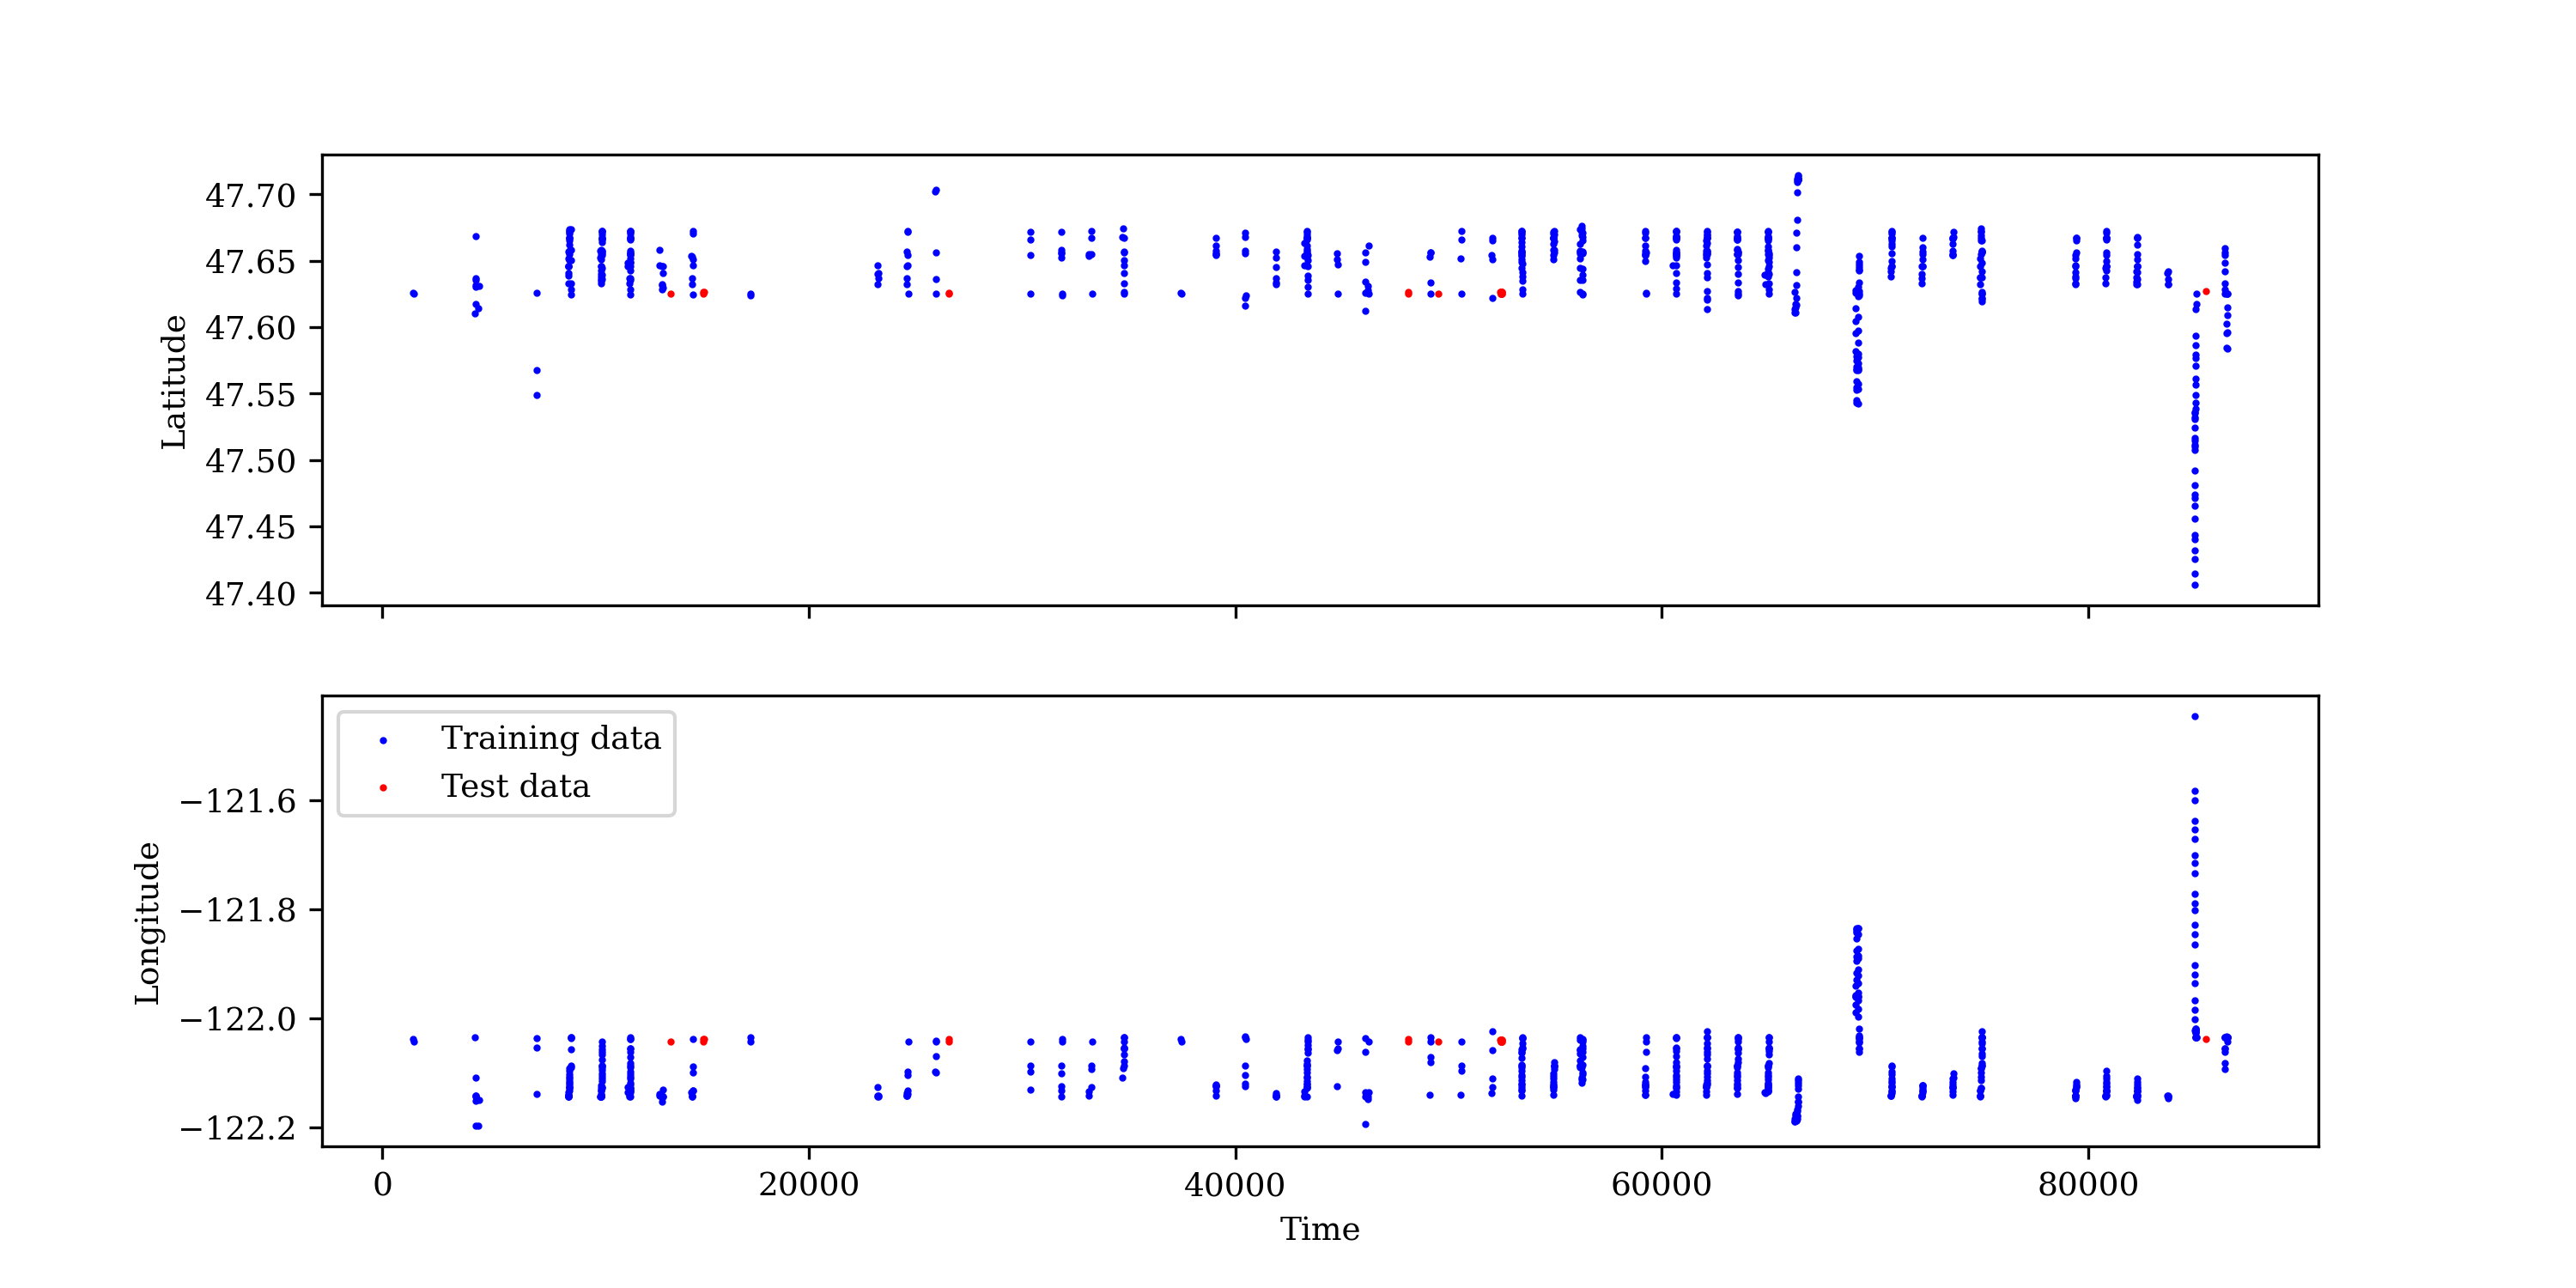 47.70
47.65
47.60
47.55
47.50
47.45
47.40
Latitude
Training data
Test data
−121.6
−121.8
−122.0
−122.2
Longitude
0 20000 40000 60000 80000
Time